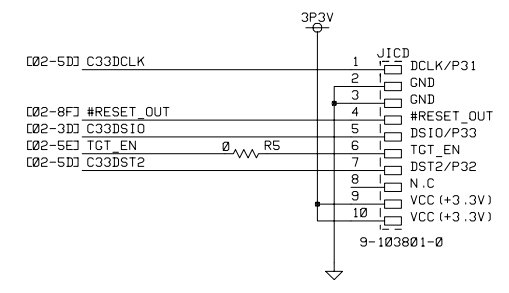 3P3V
JICD
[02-5D] C33DCLK 1 DCLK/P31
2 GND
3 GND
[02-8F] #RESET_OUT 4 #RESET_OUT
[02-3D] C33DSIO 5 DSIO/P33
[02-5E] TGT_EN 0 R5 6 TGT_EN
[02-5D] C33DST2 7 DST2/P32
8 N.C
9 VCC(+3.3V)
10 VCC(+3.3V)
9-103801-0